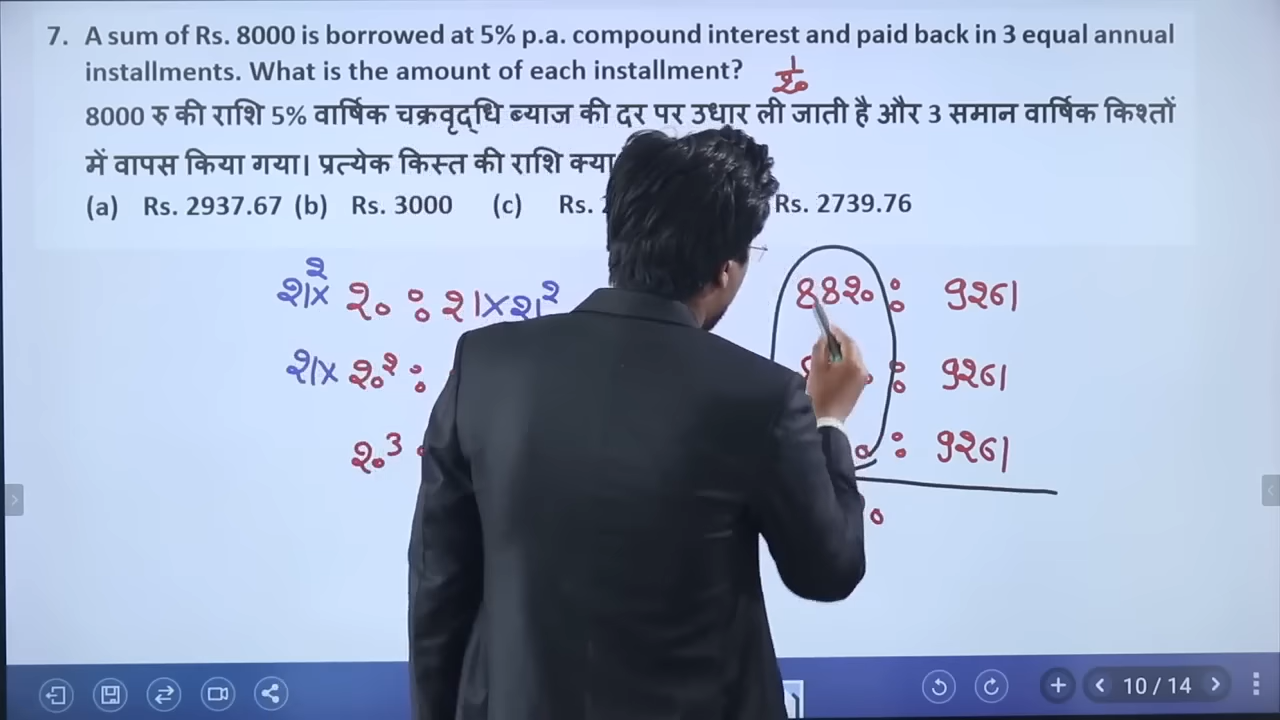 7. A sum of Rs. 8000 is borrowed at 5% p.a. compound interest and paid back in 3 equal annual
installments. What is the amount of each installment? 1/20
8000 रु की राशि 5% वार्षिक चक्रवृद्धि ब्याज की दर पर उधार ली जाती है और 3 समान वार्षिक किश्तों
में वापस किया गया। प्रत्येक किस्त की राशि क्या
(a) Rs. 2937.67 (b) Rs. 3000 (c) Rs. Rs. 2739.76
21² × 20 : 21 × 21² 8820 : 9261
21 × 20² : : 9261
20³ : 9261
10 / 14